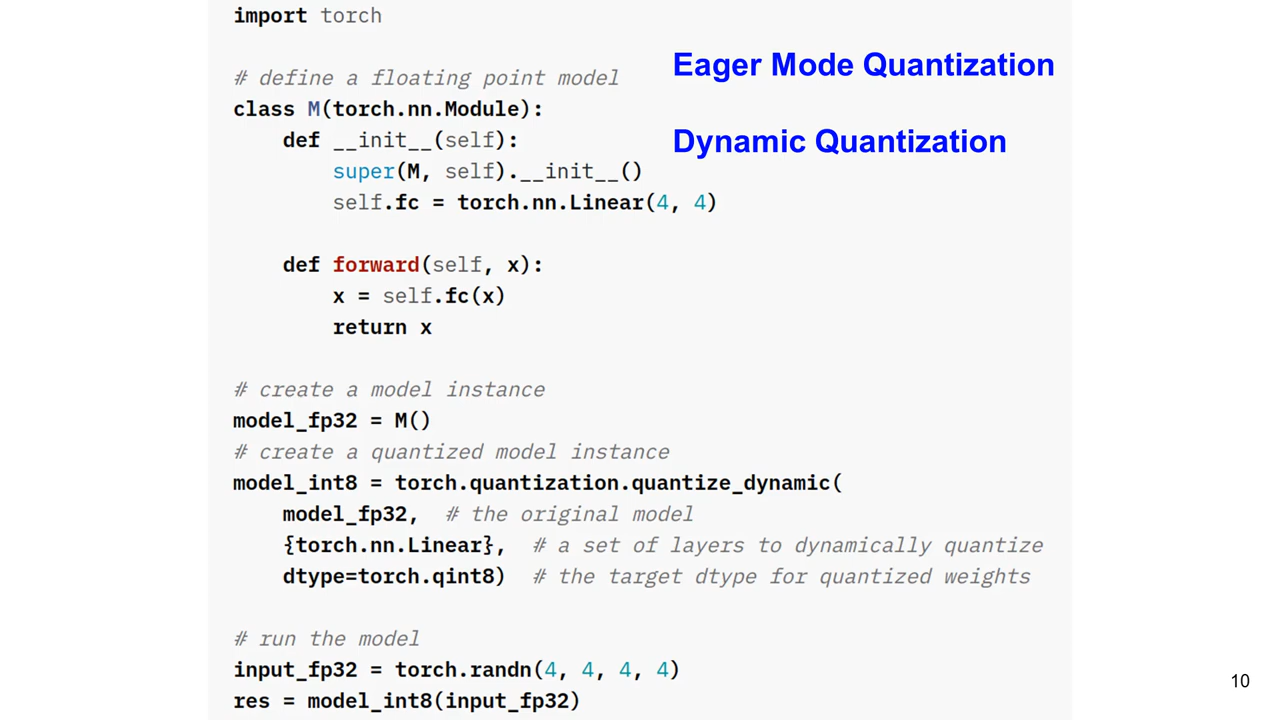 import torch
Eager Mode Quantization
# define a floating point model
class M(torch.nn.Module):
Dynamic Quantization
    def __init__(self):
        super(M, self).__init__()
        self.fc = torch.nn.Linear(4, 4)
    def forward(self, x):
        x = self.fc(x)
        return x
# create a model instance
model_fp32 = M()
# create a quantized model instance
model_int8 = torch.quantization.quantize_dynamic(
    model_fp32,  # the original model
    {torch.nn.Linear},  # a set of layers to dynamically quantize
    dtype=torch.qint8)  # the target dtype for quantized weights
# run the model
input_fp32 = torch.randn(4, 4, 4, 4)
res = model_int8(input_fp32)
10